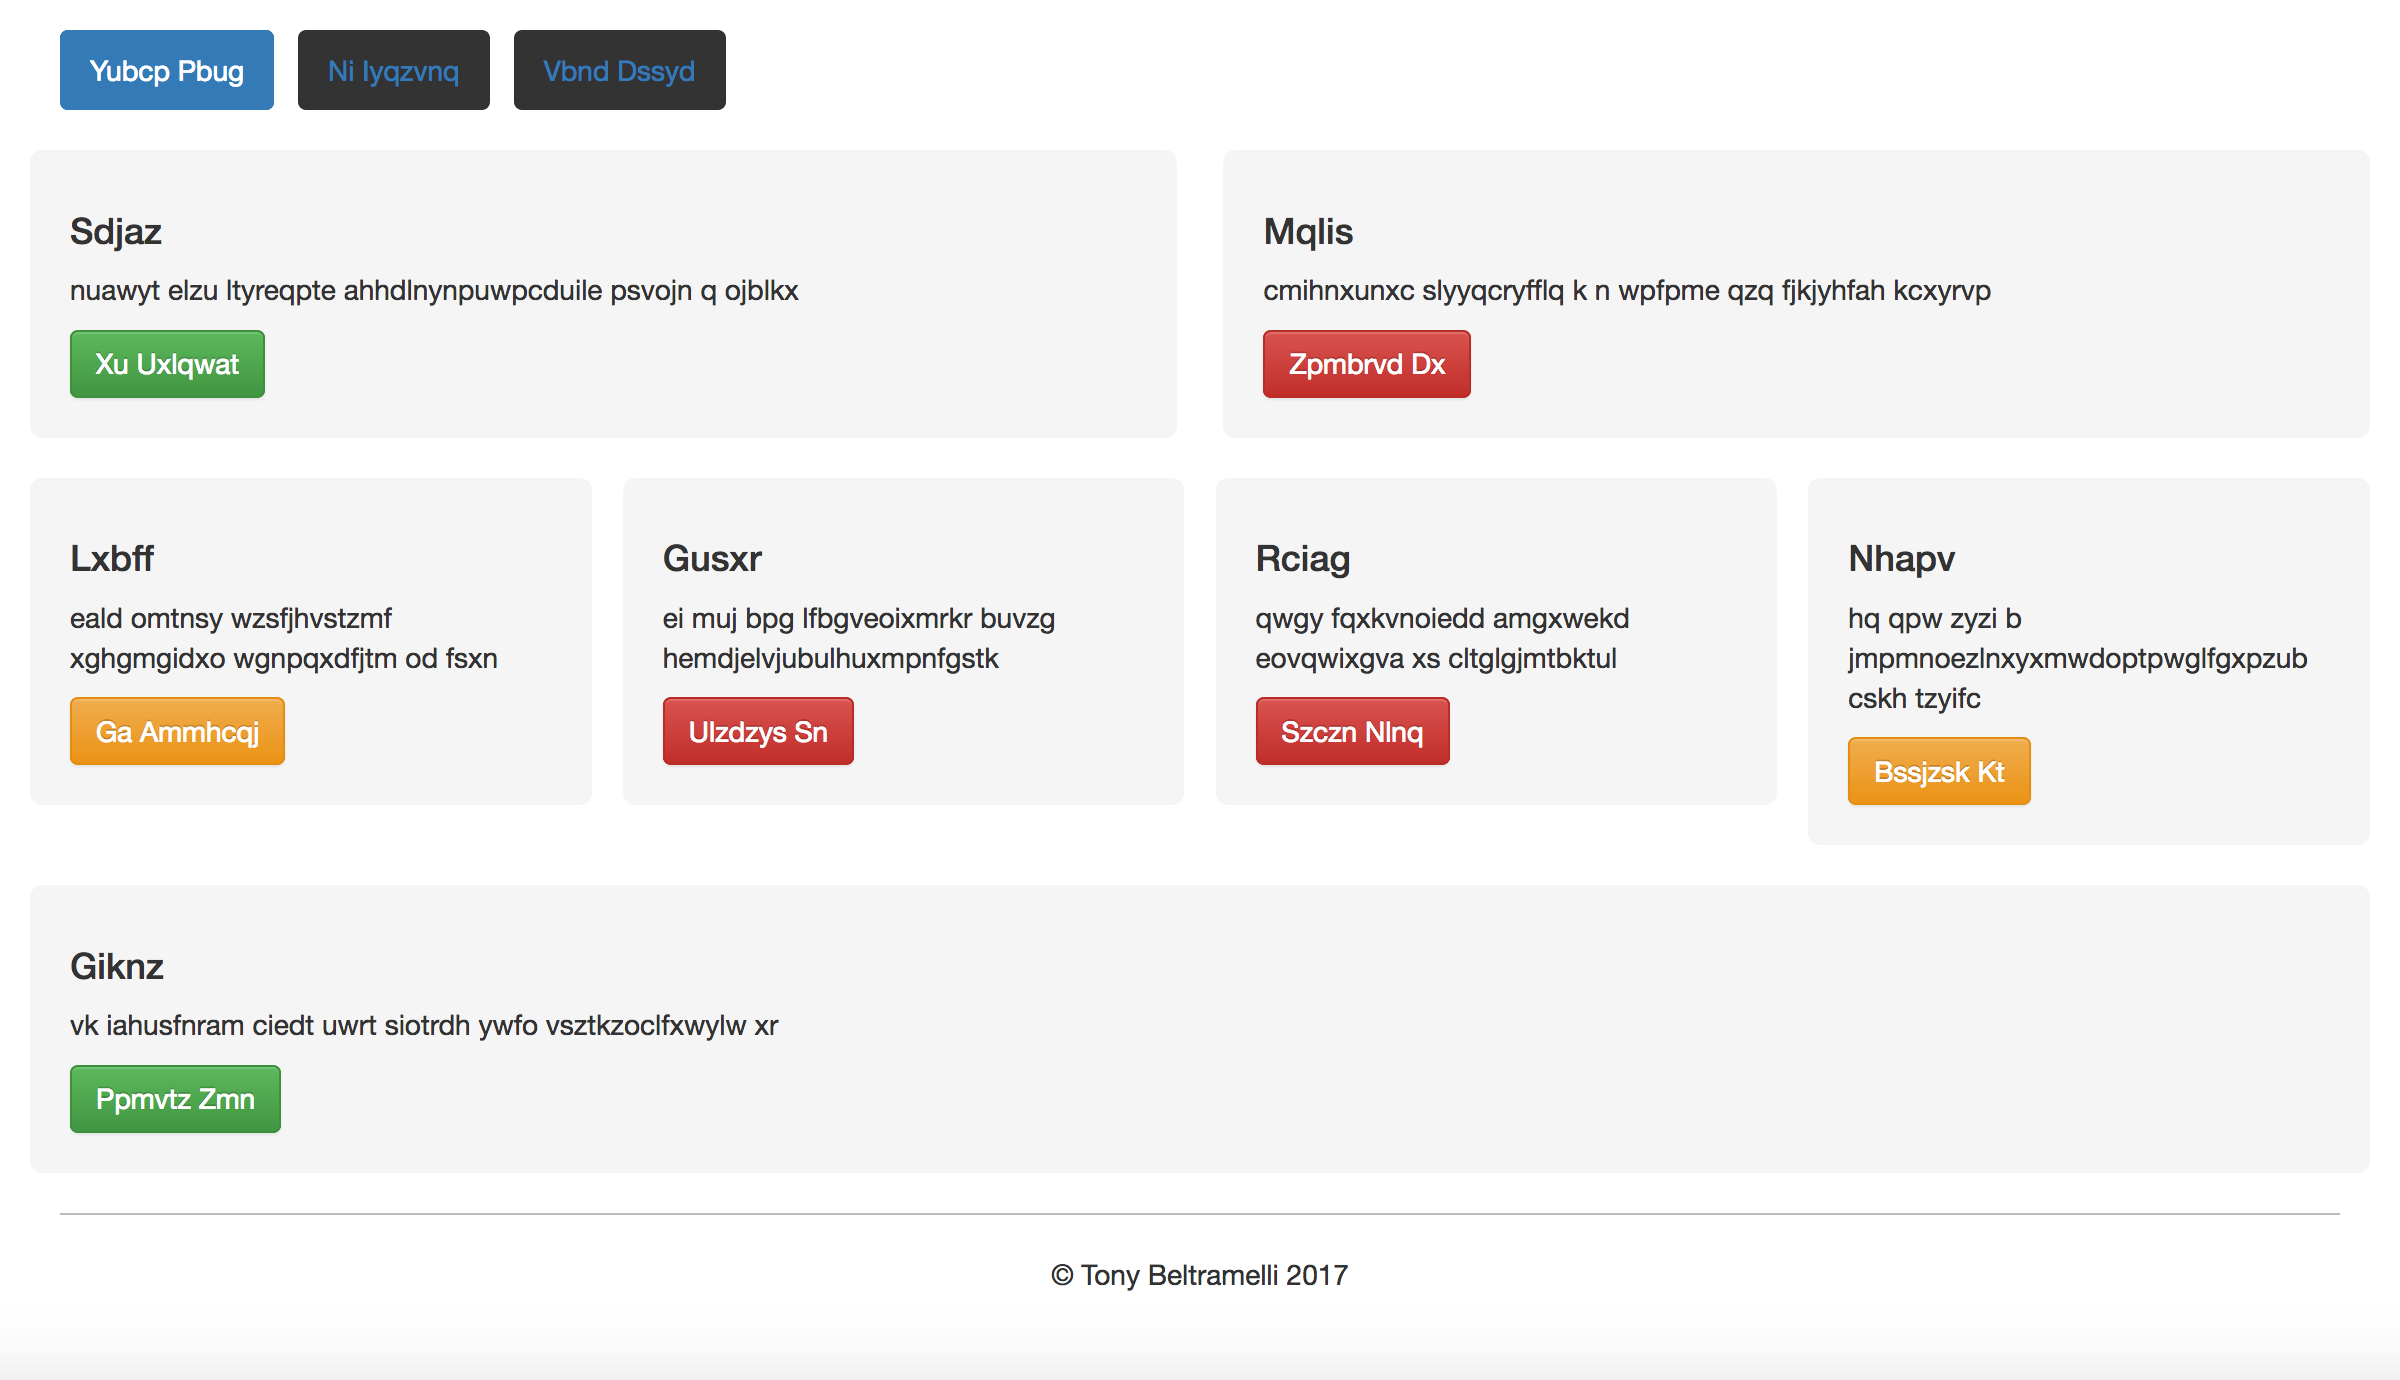 Yubcp Pbug
Ni Iyqzvnq
Vbnd Dssyd
Sdjaz
nuawyt elzu ltyreqpte ahhdlnynpuwpcduile psvojn q ojblkx
Xu Uxlqwat
Mqlis
cmihnxunxc slyyqcryfflq k n wpfpme qzq fjkjyhfah kcxyrvp
Zpmbrvd Dx
Lxbff
eald omtnsy wzsfjhvstzmf
xghgmgidxo wgnpqxdfjtm od fsxn
Ga Ammhcqj
Gusxr
ei muj bpg lfbgveoixmrkr buvzg
hemdjelvjubulhuxmpnfgstk
Ulzdzys Sn
Rciag
qwgy fqxkvnoiedd amgxwekd
eovqwixgva xs cltglgjmtbktul
Szczn Nlnq
Nhapv
hq qpw zyzi b
jmpmnoezlnxyxmwdoptpwglfgxpzub
cskh tzyifc
Bssjzsk Kt
Giknz
vk iahusfnram ciedt uwrt siotrdh ywfo vsztkzoclfxwylw xr
Ppmvtz Zmn
© Tony Beltramelli 2017